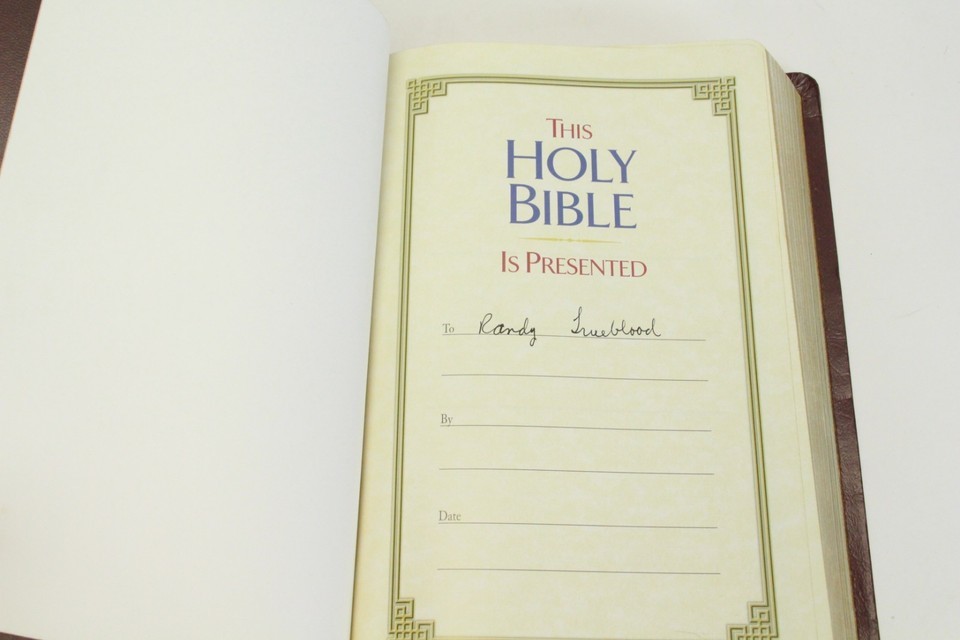 THIS
HOLY
BIBLE
IS PRESENTED
To Randy Trueblood
By
Date